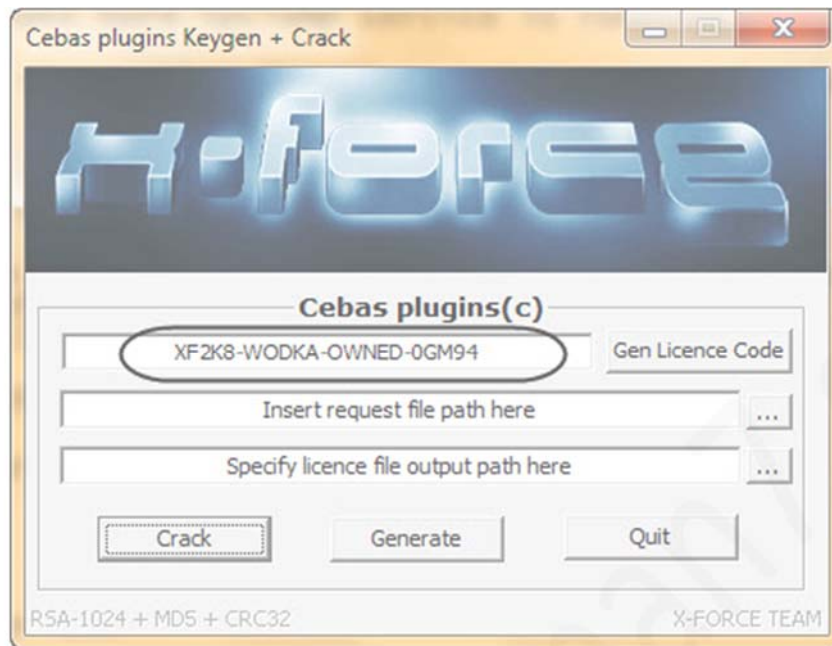 Cebas plugins Keygen + Crack
x-force
Cebas plugins(c)
XF2K8-WODKA-OWNED-0GM94
Gen Licence Code
Insert request file path here
...
Specify licence file output path here
...
Crack
Generate
Quit
RSA-1024 + MD5 + CRC32
X-FORCE TEAM